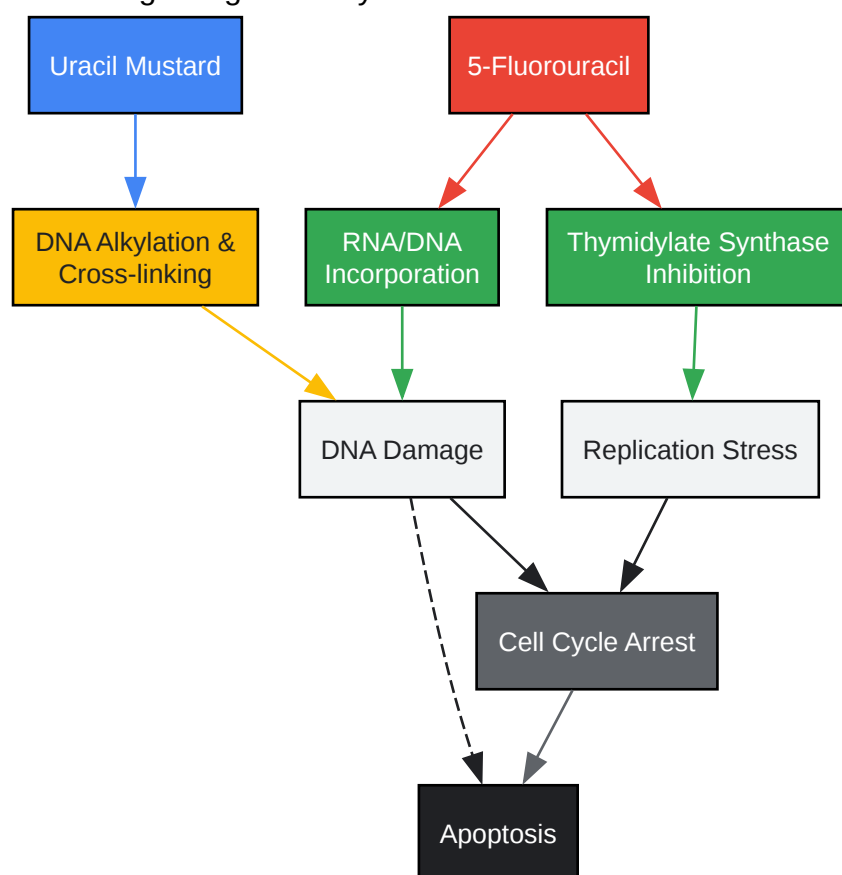 Uracil Mustard
5-Fluorouracil
DNA Alkylation &
Cross-linking
RNA/DNA
Incorporation
Thymidylate Synthase
Inhibition
DNA Damage
Replication Stress
Cell Cycle Arrest
Apoptosis